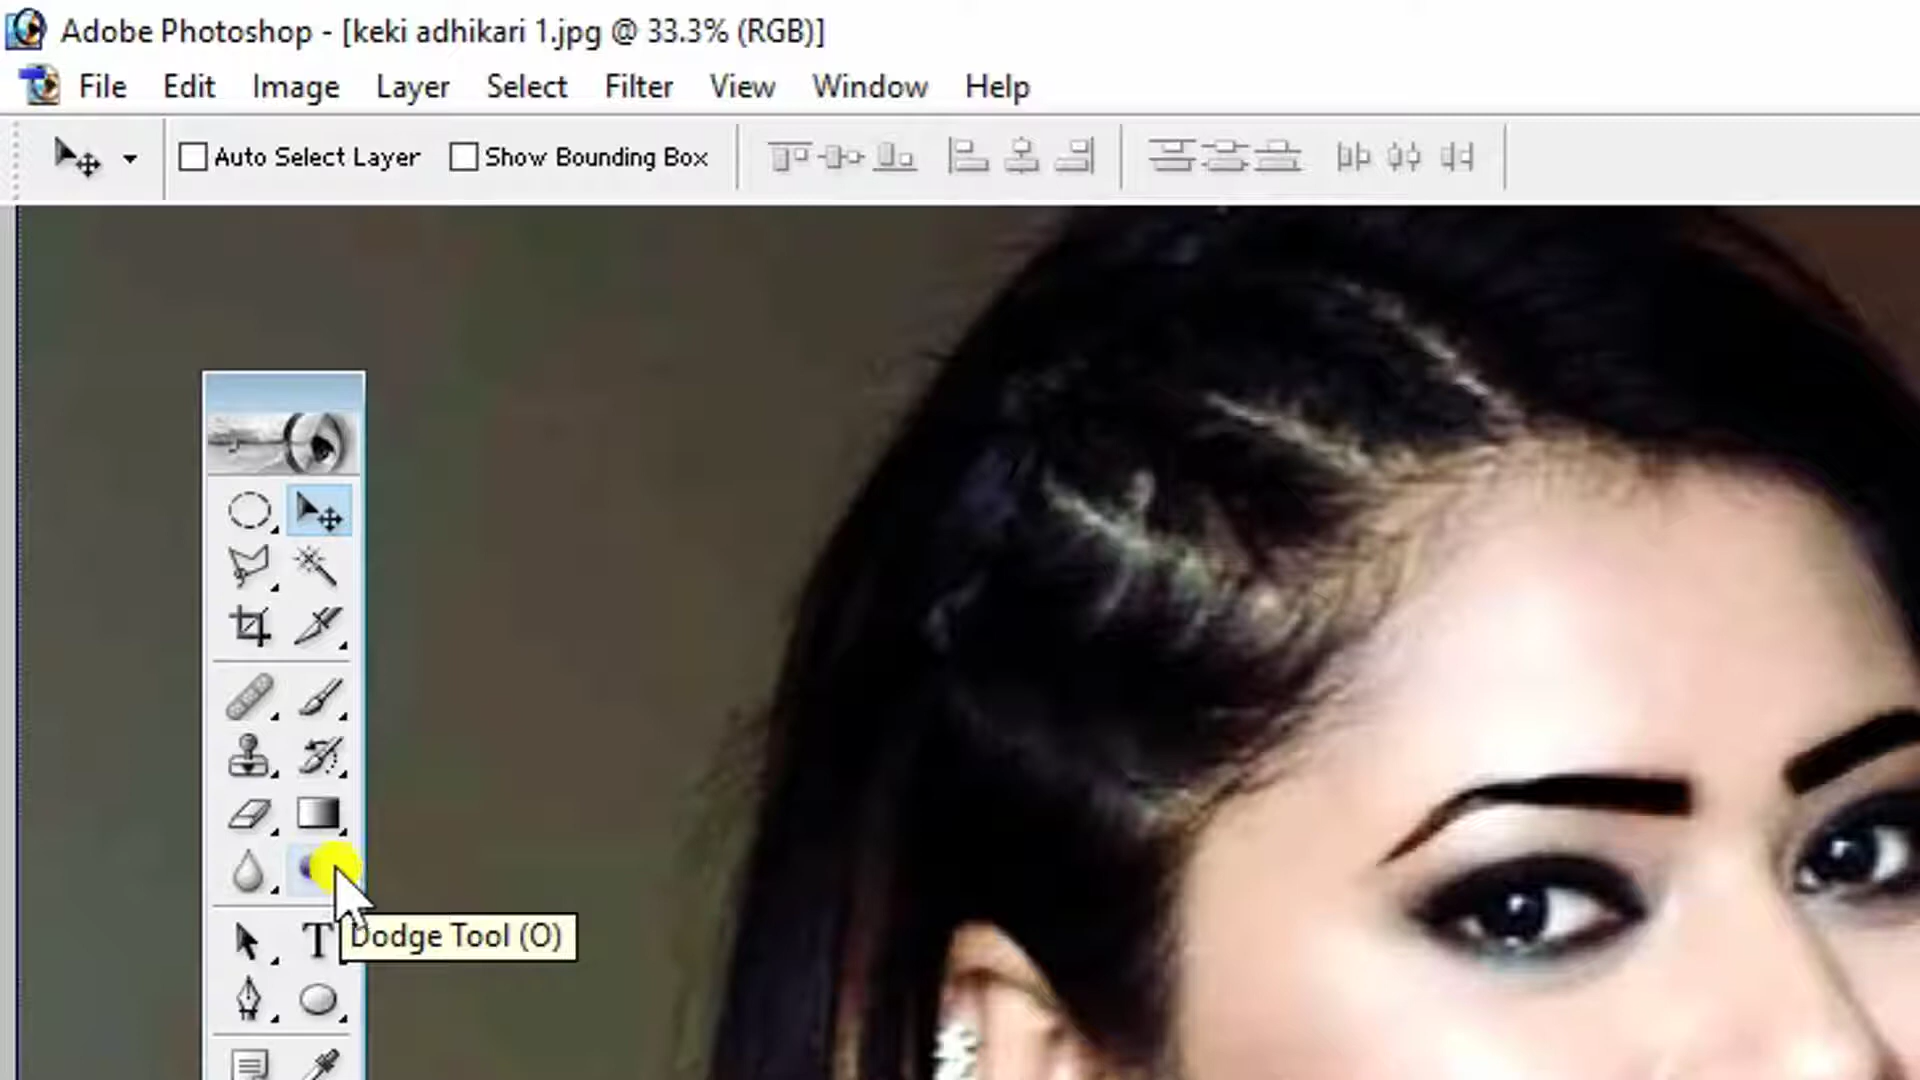 Adobe Photoshop - [keki adhikari 1.jpg @ 33.3% (RGB)]
File Edit Image Layer Select Filter View Window Help
Auto Select Layer Show Bounding Box
T
Dodge Tool (O)